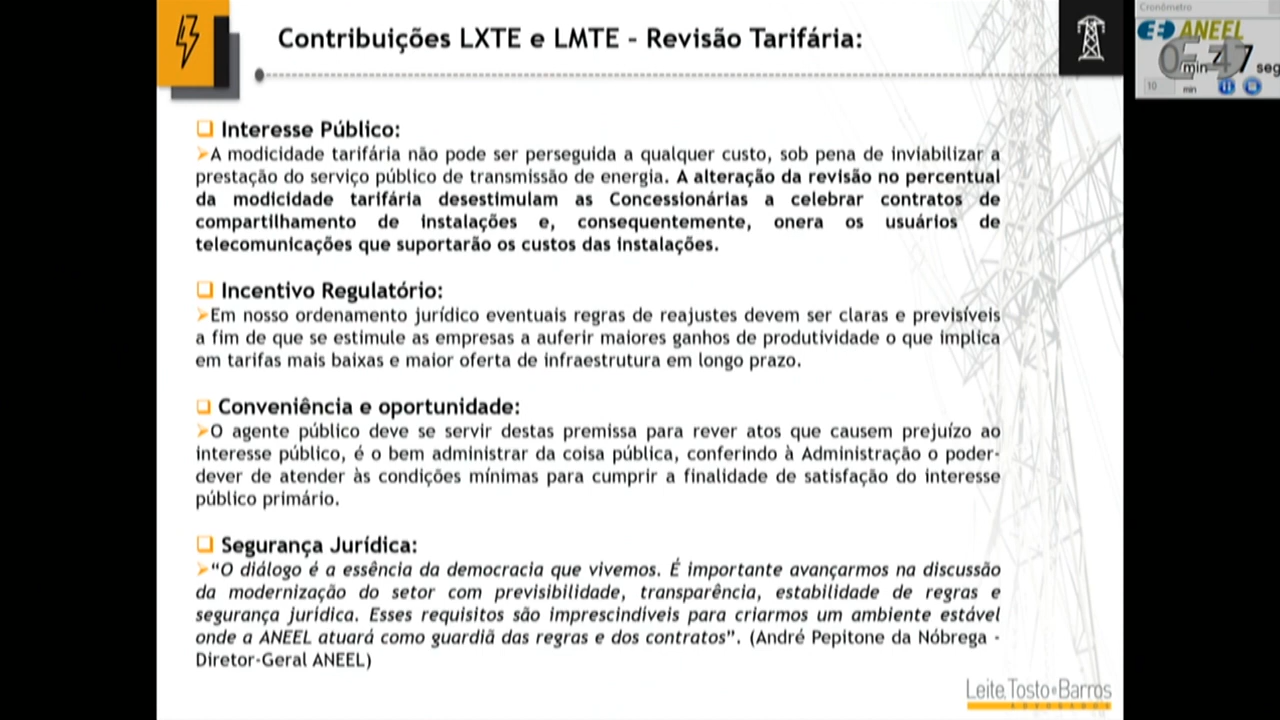 Contribuições LXTE e LMTE - Revisão Tarifária:
Cronômetro
ANEEL
min
seg
10
min
Interesse Público:
A modicidade tarifária não pode ser perseguida a qualquer custo, sob pena de inviabilizar a
prestação do serviço público de transmissão de energia. A alteração da revisão no percentual
da modicidade tarifária desestimulam as Concessionárias a celebrar contratos de
compartilhamento de instalações e, consequentemente, onera os usuários de
telecomunicações que suportarão os custos das instalações.
Incentivo Regulatório:
Em nosso ordenamento jurídico eventuais regras de reajustes devem ser claras e previsíveis
a fim de que se estimule as empresas a auferir maiores ganhos de produtividade o que implica
em tarifas mais baixas e maior oferta de infraestrutura em longo prazo.
Conveniência e oportunidade:
O agente público deve se servir destas premissa para rever atos que causem prejuízo ao
interesse público, é o bem administrar da coisa pública, conferindo à Administração o poder-
dever de atender às condições mínimas para cumprir a finalidade de satisfação do interesse
público primário.
Segurança Jurídica:
“O diálogo é a essência da democracia que vivemos. É importante avançarmos na discussão
da modernização do setor com previsibilidade, transparência, estabilidade de regras e
segurança jurídica. Esses requisitos são imprescindíveis para criarmos um ambiente estável
onde a ANEEL atuará como guardiã das regras e dos contratos”. (André Pepitone da Nóbrega -
Diretor-Geral ANEEL)
Leite, Tosto e Barros
ADVOGADOS